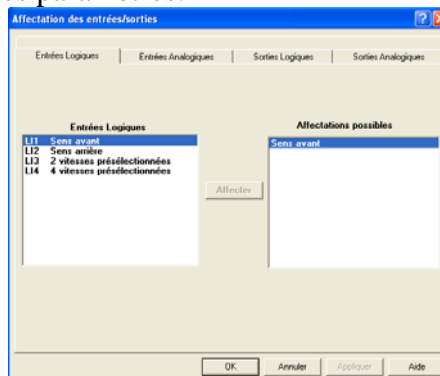 Affectation des entrées/sorties
Entrées Logiques
Entrées Analogiques
Sorties Logiques
Sorties Analogiques
Entrées Logiques
Affectations possibles
LI1 Sens avant
LI2 Sens arrière
LI3 2 vitesses présélectionnées
LI4 4 vitesses présélectionnées
Sens avant
Affecter
OK
Annuler
Appliquer
Aide